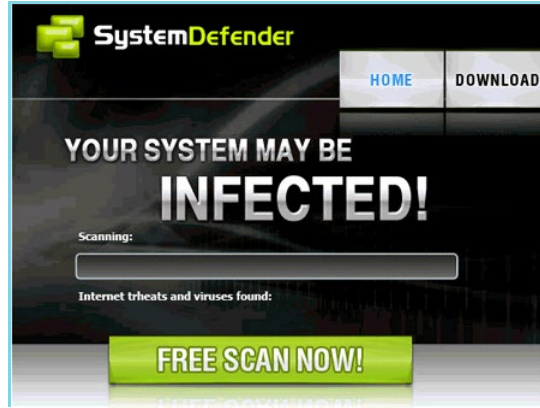 SystemDefender
HOME DOWNLOAD
YOUR SYSTEM MAY BE
INFECTED!
Scanning:
Internet trheats and viruses found:
FREE SCAN NOW!